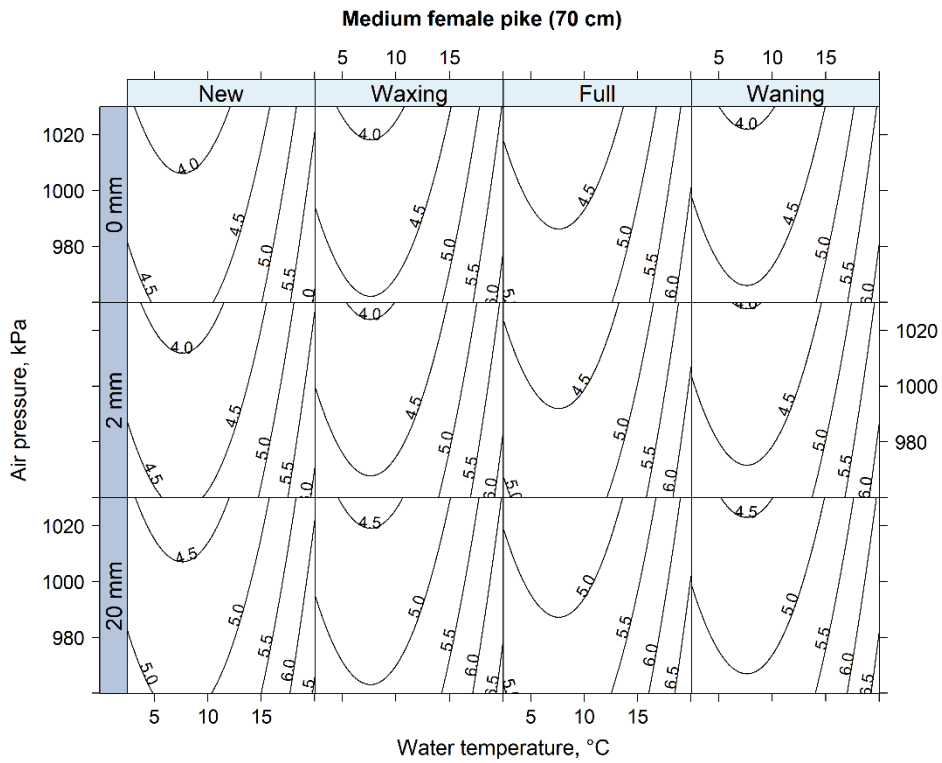 Medium female pike (70 cm)
5 10 15 5 10 15
New Waxing Full Waning
1020 4.0 4.0 4.0
1000 4.5 4.5 4.5 4.5
0 mm
980 5.0 5.0 5.0 5.0
4.5 5.5 5.5 5.5 5.5
6.0 6.0 6.0
4.0 4.0 4.0 1020
2 mm 4.5 4.5 4.5 4.5 1000
5.0 5.0 5.0 5.0 980
4.5 5.5 5.5 5.5 5.5
6.0 6.0 6.0 5.0
1020 4.5 4.5 4.5
1000 5.0 5.0 5.0 5.0
20 mm
980 5.5 5.5 5.5 5.5
5.0 6.0 6.0 6.0 6.0
6.5 6.5 6.5
5 10 15 5 10 15
Air pressure, kPa
Water temperature, °C